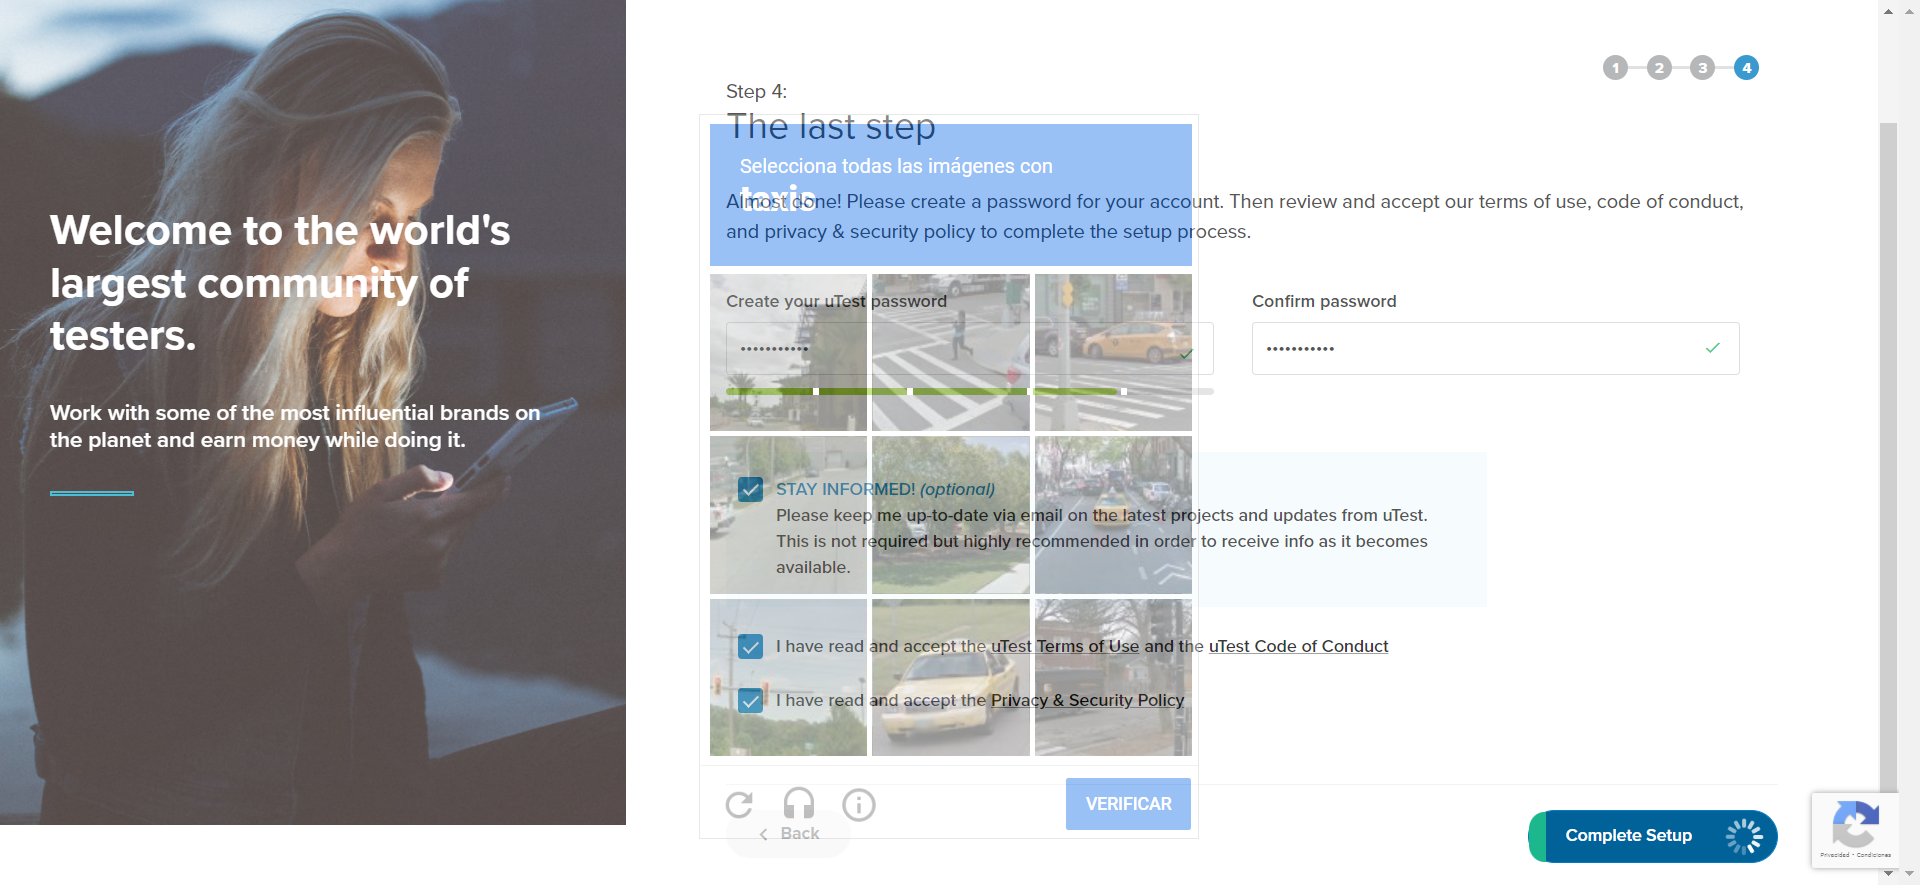 Welcome to the world's
largest community of
testers.
Work with some of the most influential brands on
the planet and earn money while doing it.
1 2 3 4
Step 4:
The last step
Selecciona todas las imágenes con
taxis
Almost done! Please create a password for your account. Then review and accept our terms of use, code of conduct,
and privacy & security policy to complete the setup process.
Create your uTest password
Confirm password
STAY INFORMED! (optional)
Please keep me up-to-date via email on the latest projects and updates from uTest.
This is not required but highly recommended in order to receive info as it becomes
available.
I have read and accept the uTest Terms of Use and the uTest Code of Conduct
I have read and accept the Privacy & Security Policy
VERIFICAR
Back
Complete Setup
Privacidad - Condiciones